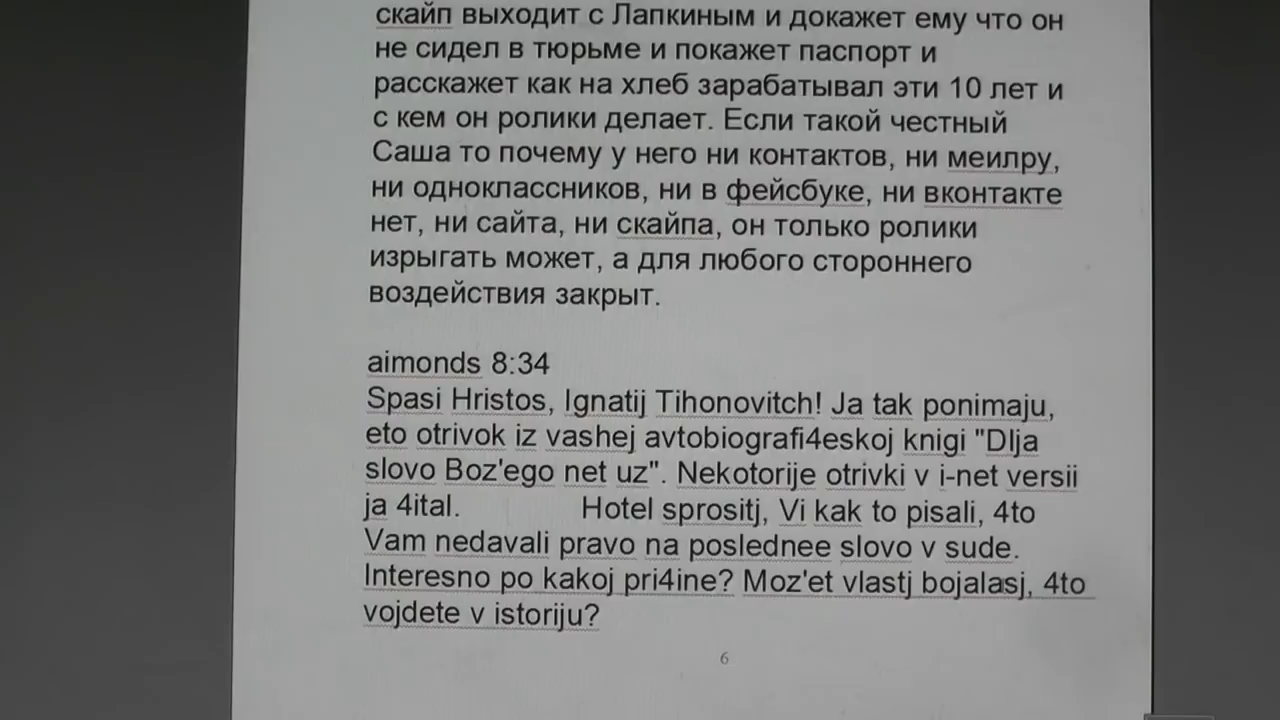 скайп выходит с Лапкиным и докажет ему что он
не сидел в тюрьме и покажет паспорт и
расскажет как на хлеб зарабатывал эти 10 лет и
с кем он ролики делает. Если такой честный
Саша то почему у него ни контактов, ни меилру,
ни одноклассников, ни в фейсбуке, ни вконтакте
нет, ни сайта, ни скайпа, он только ролики
изрыгать может, а для любого стороннего
воздействия закрыт.
aimonds 8:34
Spasi Hristos, Ignatij Tihonovitch! Ja tak ponimaju,
eto otrivok iz vashej avtobiografi4eskoj knigi "Dlja
slovo Boz'ego net uz". Nekotorije otrivki v i-net versii
ja 4ital. Hotel sprositj, Vi kak to pisali, 4to
Vam nedavali pravo na poslednee slovo v sude.
Interesno po kakoj pri4ine? Moz'et vlastj bojalasj, 4to
vojdete v istoriju?
6